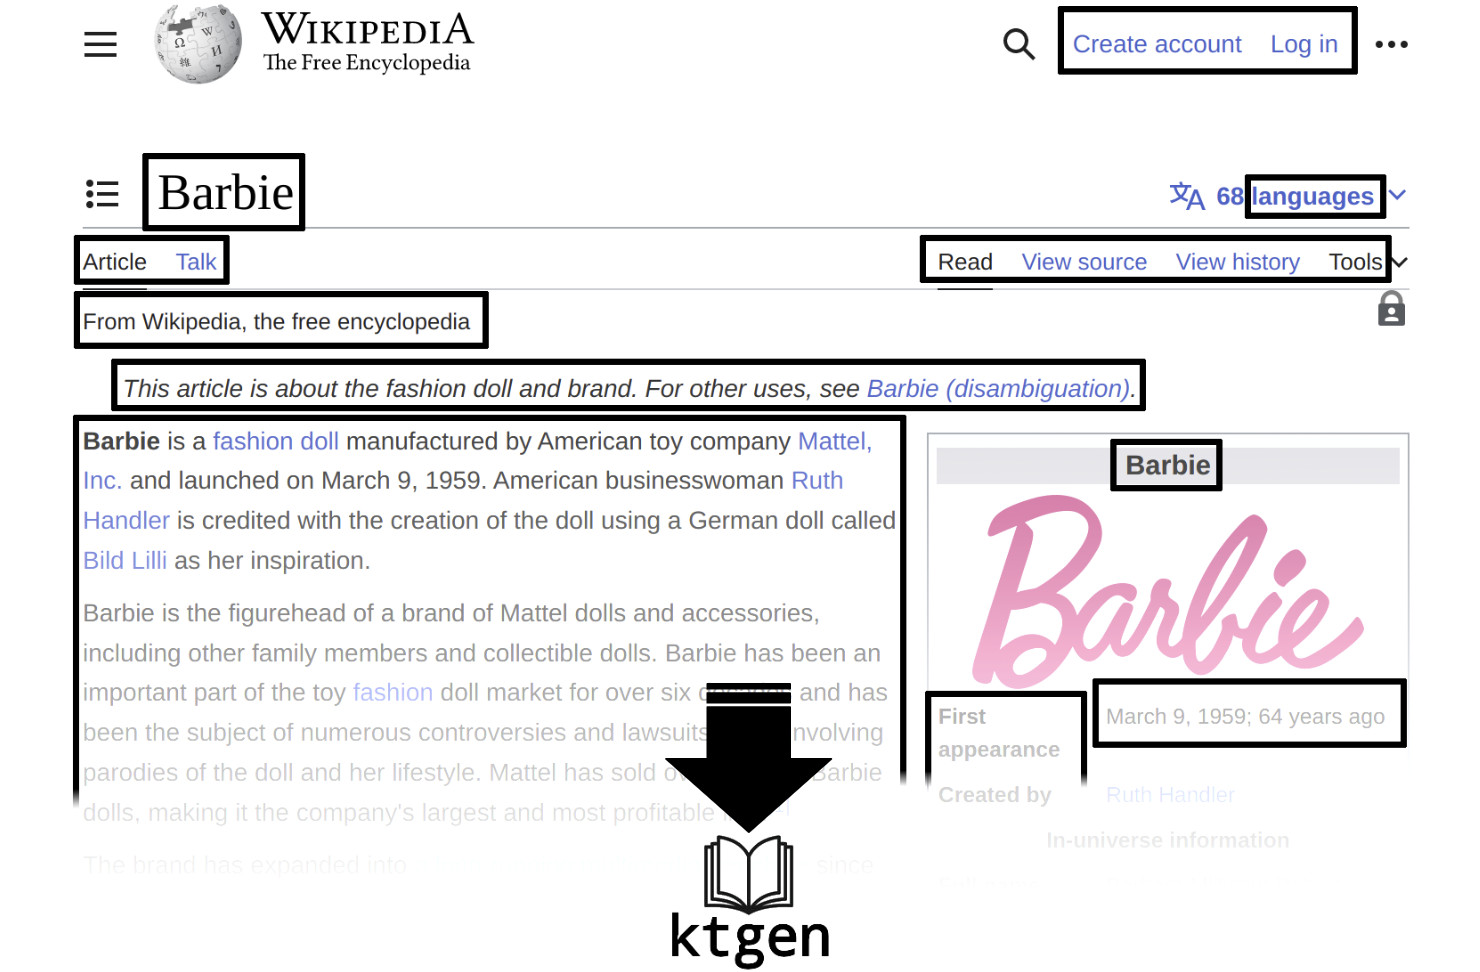 WIKIPEDIA
The Free Encyclopedia
Create account Log in
Barbie
68 languages
Article Talk
Read View source View history Tools
From Wikipedia, the free encyclopedia
This article is about the fashion doll and brand. For other uses, see Barbie (disambiguation).
Barbie is a fashion doll manufactured by American toy company Mattel,
Inc. and launched on March 9, 1959. American businesswoman Ruth
Handler is credited with the creation of the doll using a German doll called
Bild Lilli as her inspiration.
Barbie is the figurehead of a brand of Mattel dolls and accessories,
including other family members and collectible dolls. Barbie has been an
important part of the toy fashion doll market for over six and has
been the subject of numerous controversies and lawsuits
parodies of the doll and her lifestyle. Mattel has sold Barbie
dolls, making it the company's largest and most profitable
The brand has expanded into since
Barbie
Barbie
First
appearance
March 9, 1959; 64 years ago
Created by Ruth Handler
In-universe information
ktgen